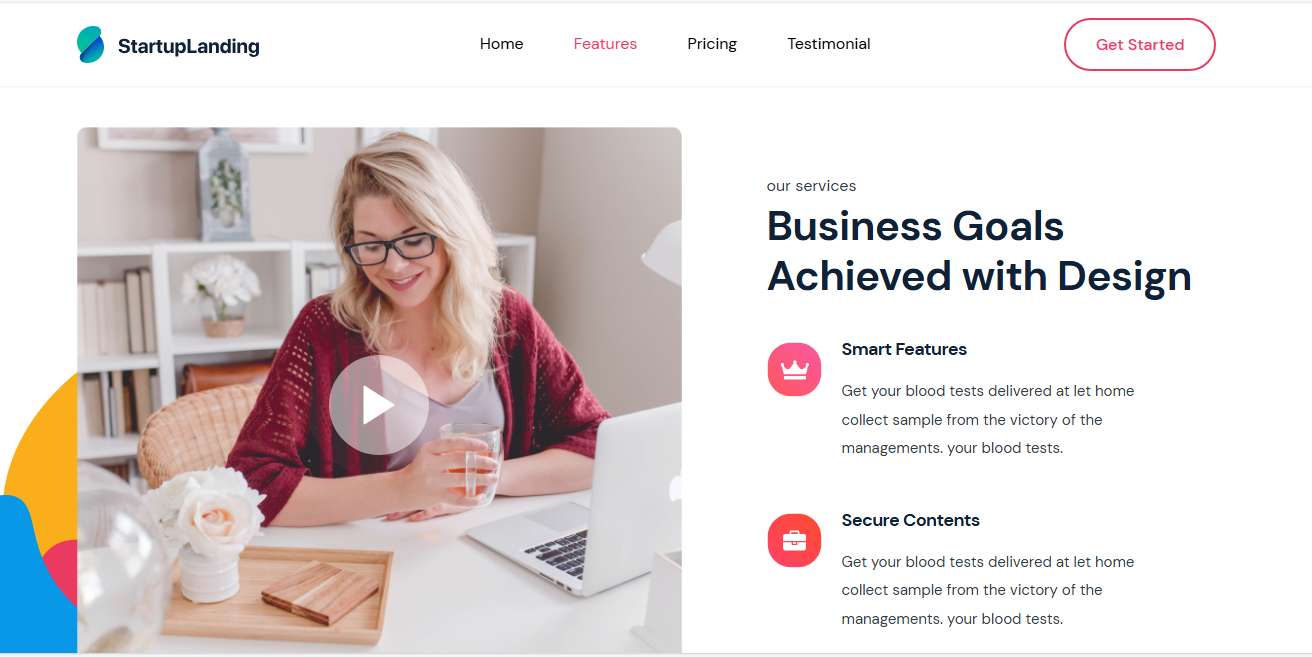 StartupLanding
Home
Features
Pricing
Testimonial
Get Started
our services
Business Goals
Achieved with Design
Smart Features
Get your blood tests delivered at let home
collect sample from the victory of the
managements. your blood tests.
Secure Contents
Get your blood tests delivered at let home
collect sample from the victory of the
managements. your blood tests.